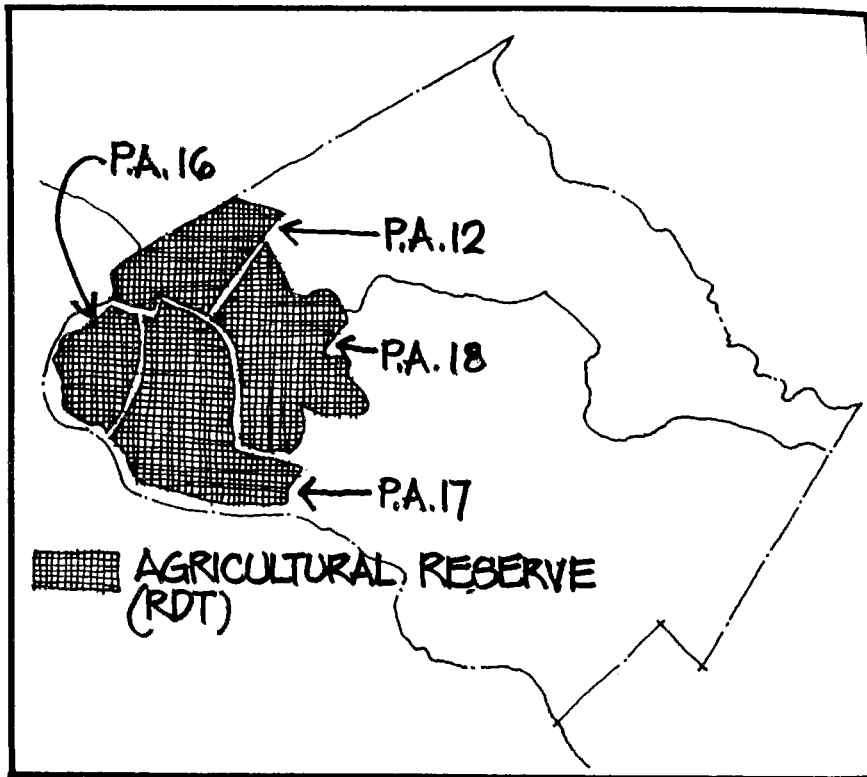 P.A.16
P.A.12
P.A.18
P.A.17
AGRICULTURAL RESERVE
(RDT)